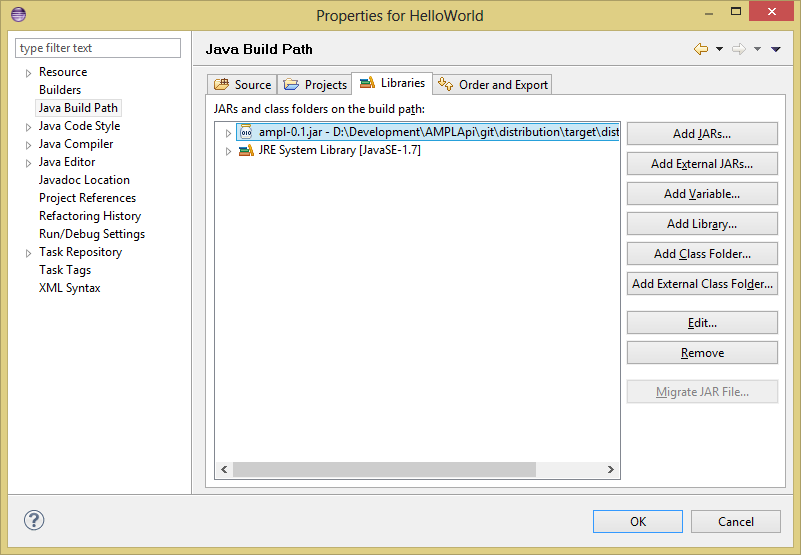 Properties for HelloWorld
type filter text
Resource
Builders
Java Build Path
Java Code Style
Java Compiler
Java Editor
Javadoc Location
Project References
Refactoring History
Run/Debug Settings
Task Repository
Task Tags
XML Syntax
Java Build Path
Source Projects Libraries Order and Export
JARs and class folders on the build path:
ampl-0.1.jar - D:\Development\AMPLApi\git\distribution\target\dist
JRE System Library [JavaSE-1.7]
Add JARs...
Add External JARs...
Add Variable...
Add Library...
Add Class Folder...
Add External Class Folder...
Edit...
Remove
Migrate JAR File...
OK Cancel